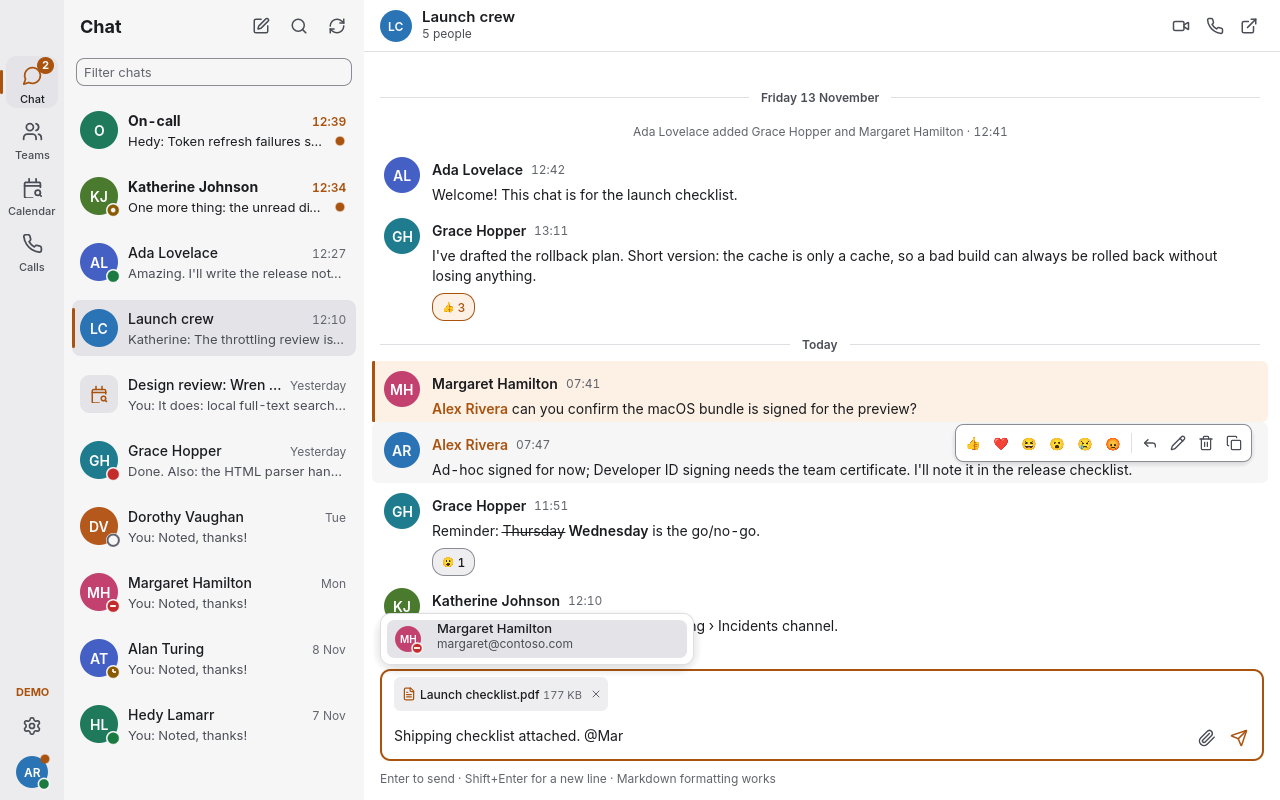 2
Chat
Teams
Calendar
Calls
DEMO
AR
Chat
Filter chats
O
On-call
12:39
Hedy: Token refresh failures s...
KJ
Katherine Johnson
12:34
One more thing: the unread di...
AL
Ada Lovelace
12:27
Amazing. I'll write the release not...
LC
Launch crew
12:10
Katherine: The throttling review is...
Design review: Wren ...
Yesterday
You: It does: local full-text search...
GH
Grace Hopper
Yesterday
Done. Also: the HTML parser han...
DV
Dorothy Vaughan
Tue
You: Noted, thanks!
MH
Margaret Hamilton
Mon
You: Noted, thanks!
AT
Alan Turing
8 Nov
You: Noted, thanks!
HL
Hedy Lamarr
7 Nov
You: Noted, thanks!
LC
Launch crew
5 people
Friday 13 November
Ada Lovelace added Grace Hopper and Margaret Hamilton · 12:41
AL
Ada Lovelace 12:42
Welcome! This chat is for the launch checklist.
GH
Grace Hopper 13:11
I've drafted the rollback plan. Short version: the cache is only a cache, so a bad build can always be rolled back without
losing anything.
👍 3
Today
MH
Margaret Hamilton 07:41
Alex Rivera can you confirm the macOS bundle is signed for the preview?
AR
Alex Rivera 07:47
Ad-hoc signed for now; Developer ID signing needs the team certificate. I'll note it in the release checklist.
GH
Grace Hopper 11:51
Reminder: Thursday Wednesday is the go/no-go.
😮 1
KJ
Katherine Johnson 12:10
› Incidents channel.
MH
Margaret Hamilton
margaret@contoso.com
Launch checklist.pdf 177 KB
Shipping checklist attached. @Mar
Enter to send · Shift+Enter for a new line · Markdown formatting works